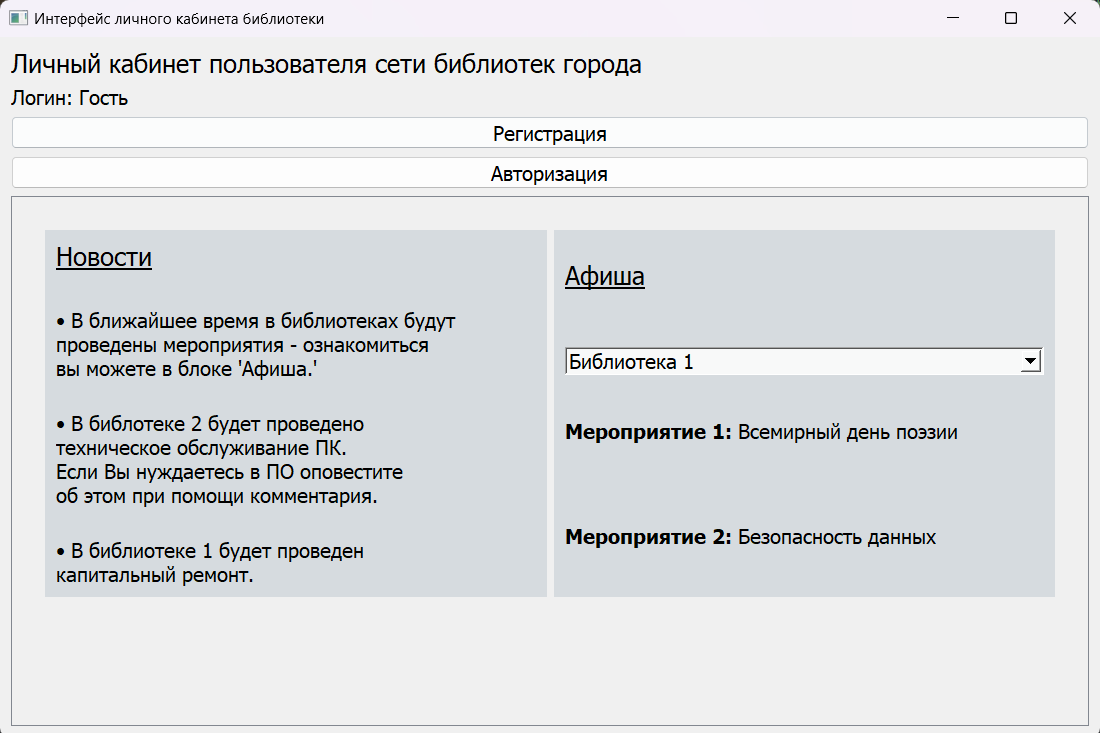 Интерфейс личного кабинета библиотеки
Личный кабинет пользователя сети библиотек города
Логин: Гость
Регистрация
Авторизация
Новости
• В ближайшее время в библиотеках будут
проведены мероприятия - ознакомиться
вы можете в блоке 'Афиша.'
• В библотеке 2 будет проведено
техническое обслуживание ПК.
Если Вы нуждаетесь в ПО оповестите
об этом при помощи комментария.
• В библиотеке 1 будет проведен
капитальный ремонт.
Афиша
Библиотека 1
Мероприятие 1: Всемирный день поэзии
Мероприятие 2: Безопасность данных